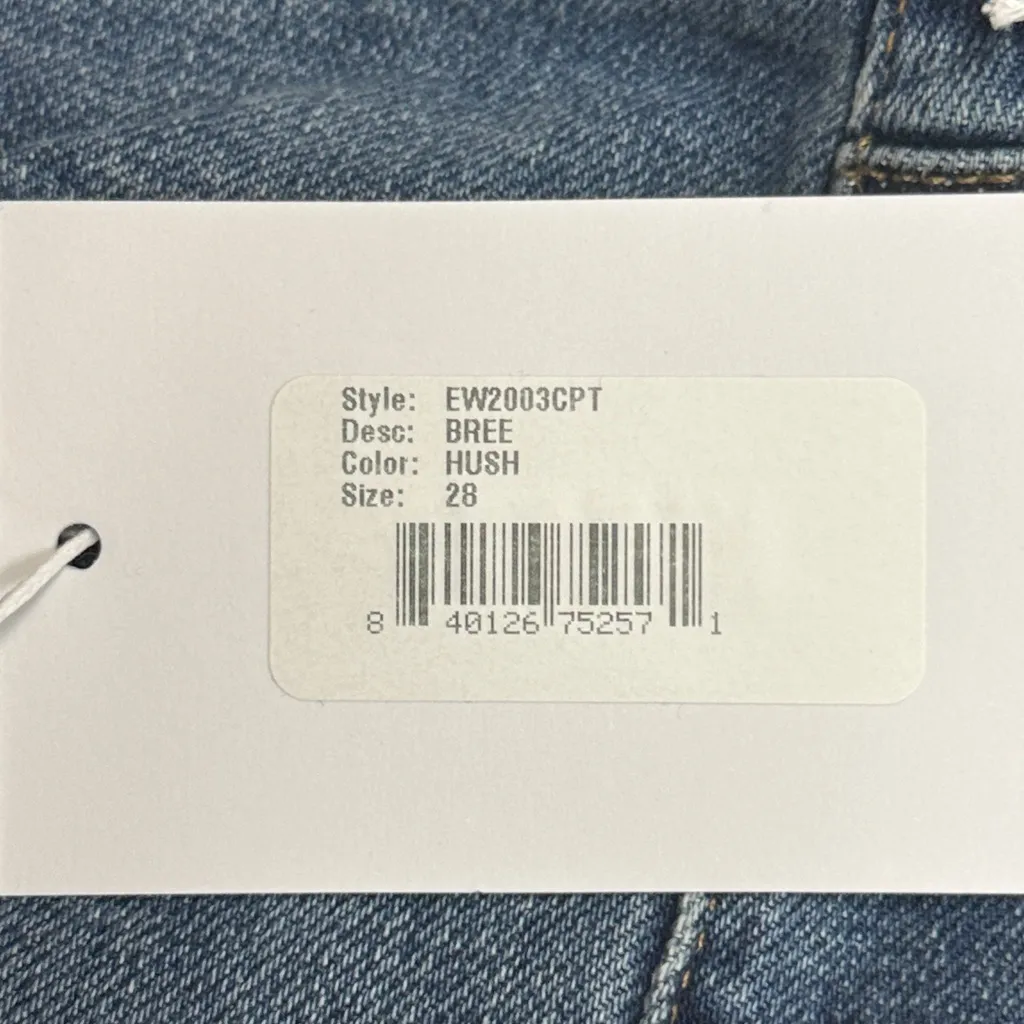 Style: EW2003CPT
Desc: BREE
Color: HUSH
Size: 28
8 40126 75257 1